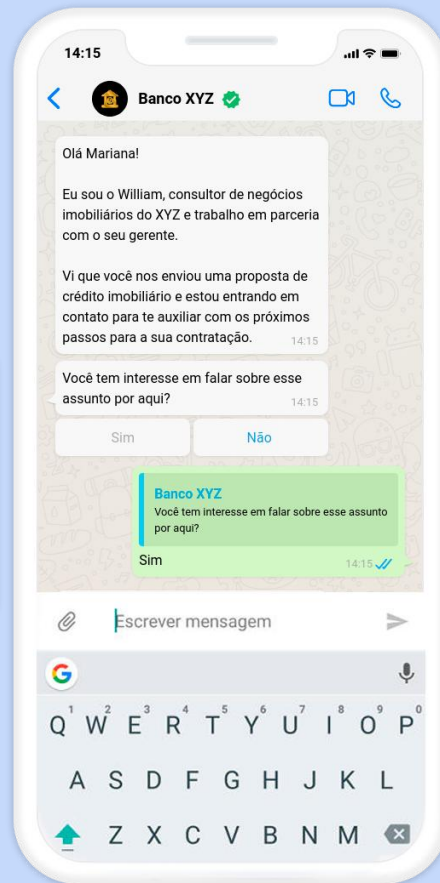 14:15
Banco XYZ
Olá Mariana!
Eu sou o William, consultor de negócios
imobiliários do XYZ e trabalho em parceria
com o seu gerente.
Vi que você nos enviou uma proposta de
crédito imobiliário e estou entrando em
contato para te auxiliar com os próximos
passos para a sua contratação.
14:15
Você tem interesse em falar sobre esse
assunto por aqui?
14:15
Sim
Não
Banco XYZ
Você tem interesse em falar sobre esse assunto
por aqui?
Sim
14:15
Escrever mensagem
G
1 2 3 4 5 6 7 8 9 0
Q W E R T Y U I O P
A S D F G H J K L
Z X C V B N M